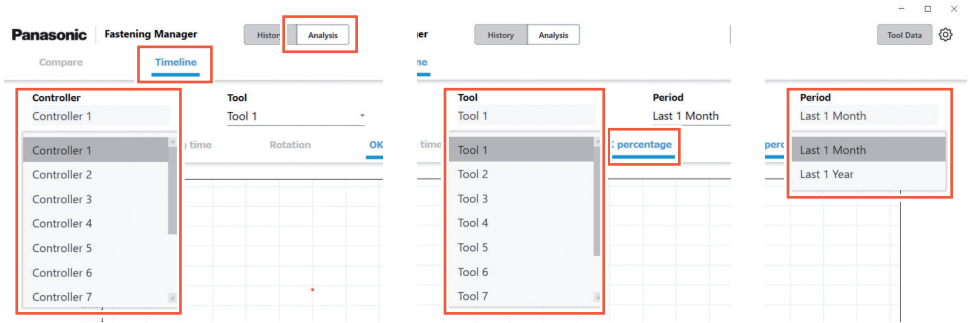 Panasonic Fastening Manager Histor Analysis
Compare Timeline
Controller Tool
Controller 1 Tool 1
Controller 1
Controller 2
Controller 3
Controller 4
Controller 5
Controller 6
Controller 7
time Rotation OK
ger History Analysis
ne
Tool Period
Tool 1 Last 1 Month
time percentage
Tool 1
Tool 2
Tool 3
Tool 4
Tool 5
Tool 6
Tool 7
Tool Data
Period
Last 1 Month
perc
Last 1 Month
Last 1 Year